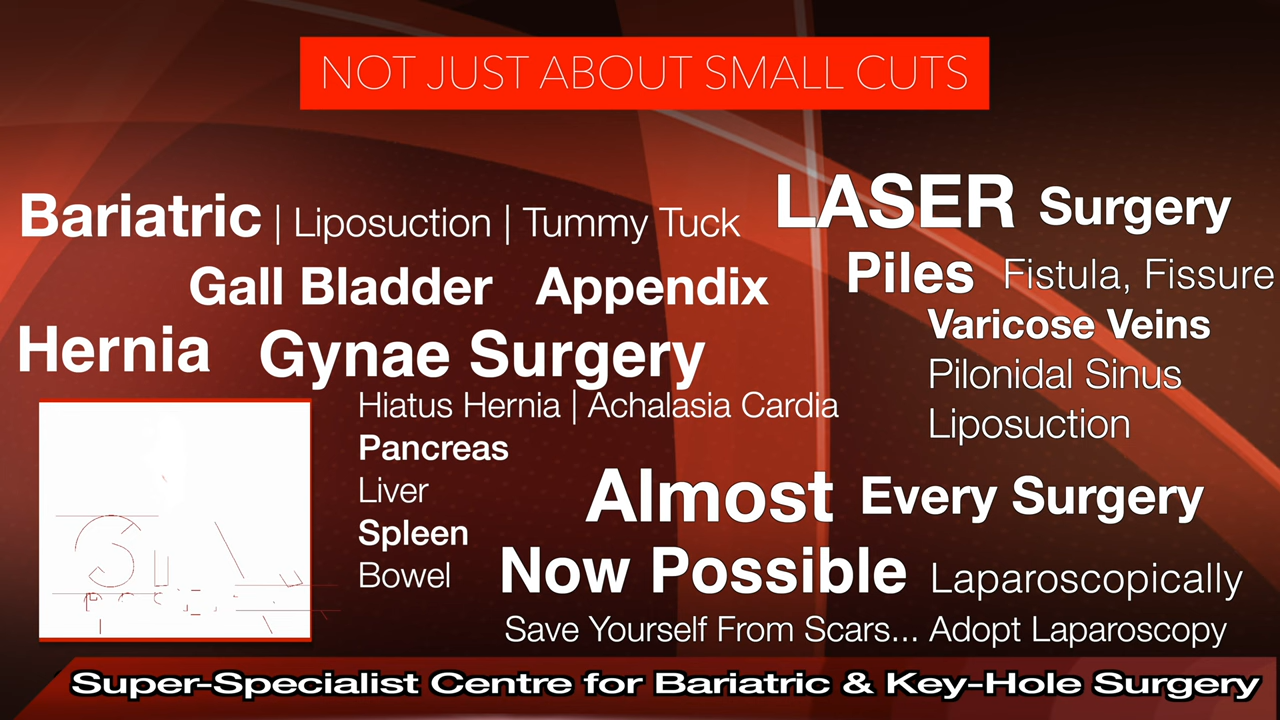 NOT JUST ABOUT SMALL CUTS
Bariatric | Liposuction | Tummy Tuck
Gall Bladder Appendix
Hernia Gynae Surgery
Hiatus Hernia | Achalasia Cardia
Pancreas
Liver
Spleen
Bowel
LASER Surgery
Piles Fistula, Fissure
Varicose Veins
Pilonidal Sinus
Liposuction
Almost Every Surgery
Now Possible Laparoscopically
Save Yourself From Scars... Adopt Laparoscopy
Super-Specialist Centre for Bariatric & Key-Hole Surgery